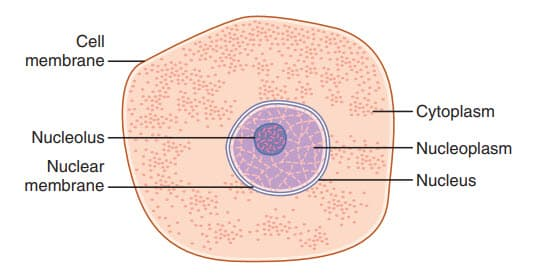 Cell
membrane
Nucleolus
Nuclear
membrane
Cytoplasm
Nucleoplasm
Nucleus